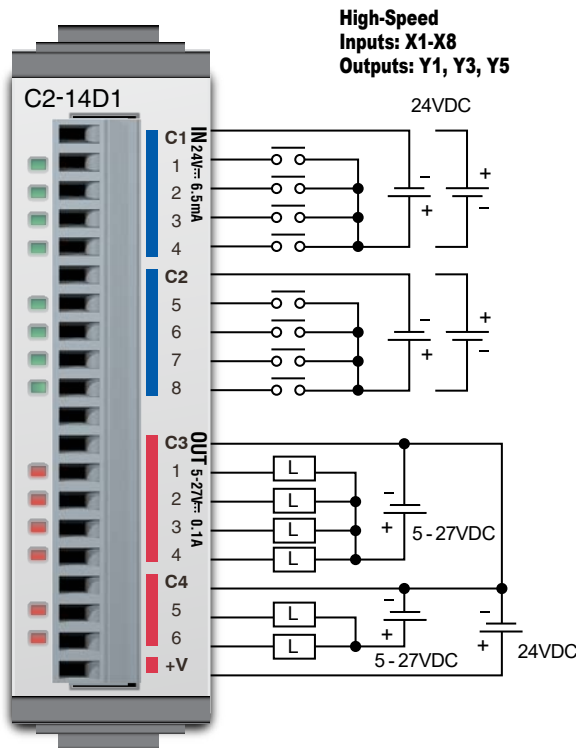 High-Speed
Inputs: X1-X8
Outputs: Y1, Y3, Y5
C2-14D1
24VDC
C1
IN 24V⎓ 6.5mA
1
2
3
4
− +
+ −
C2
5
6
7
8
− +
+ −
C3
OUT 5-27V⎓ 0.1A
1
L
2
L
3
L
4
L
− +
5-27VDC
C4
5
L
6
L
− +
5-27VDC
− +
24VDC
+V